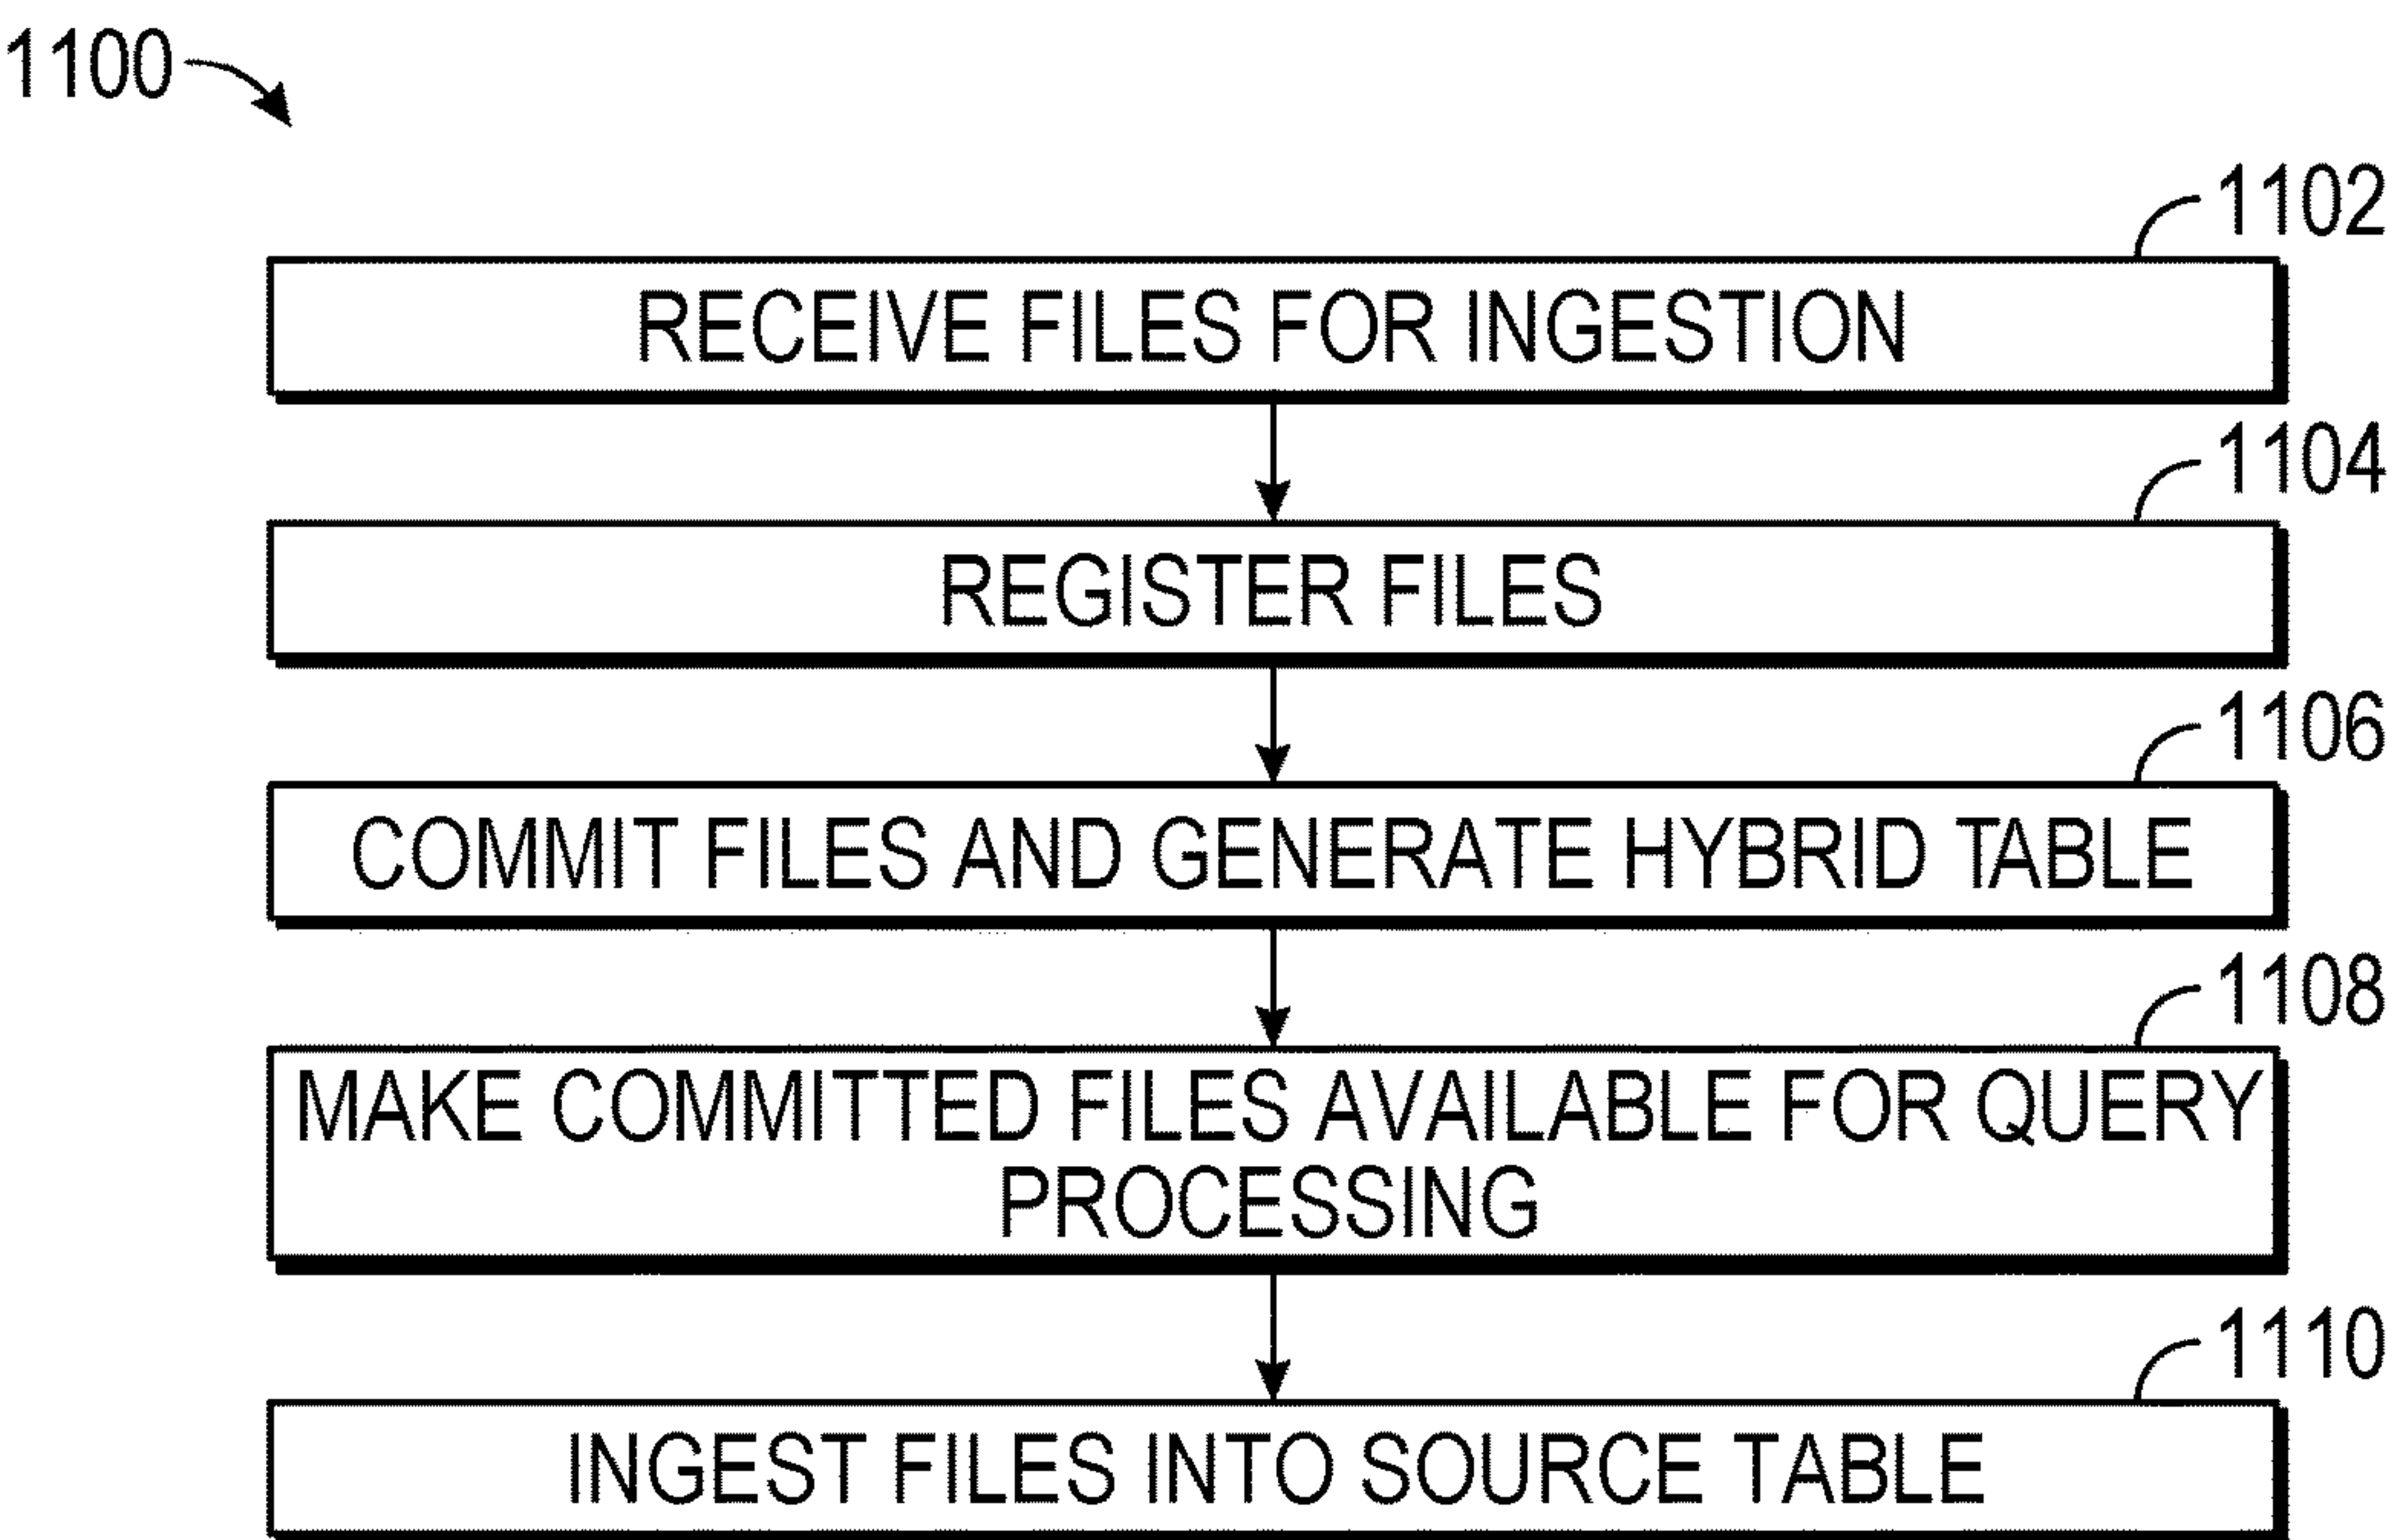 1100
1102
RECEIVE FILES FOR INGESTION
1104
REGISTER FILES
1106
COMMIT FILES AND GENERATE HYBRID TABLE
1108
MAKE COMMITTED FILES AVAILABLE FOR QUERY
PROCESSING
1110
INGEST FILES INTO SOURCE TABLE